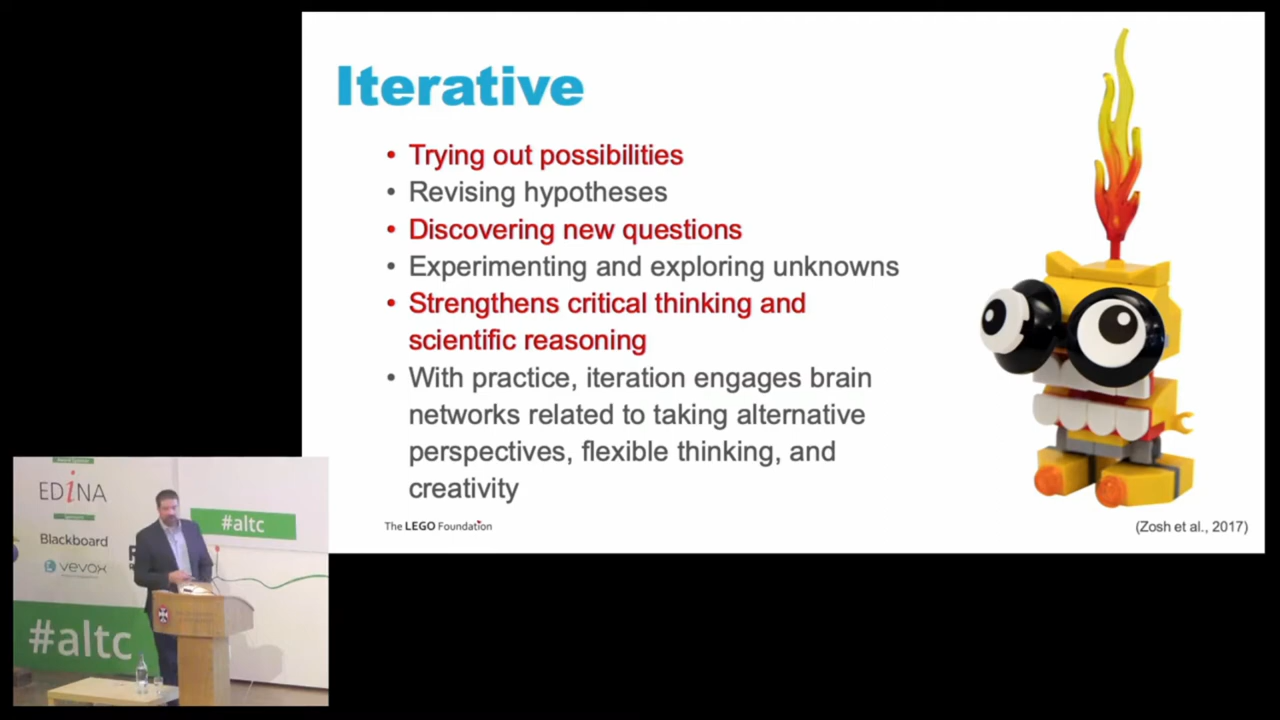 Iterative
• Trying out possibilities
• Revising hypotheses
• Discovering new questions
• Experimenting and exploring unknowns
• Strengthens critical thinking and
scientific reasoning
• With practice, iteration engages brain
networks related to taking alternative
perspectives, flexible thinking, and
creativity
The LEGO Foundation
(Zosh et al., 2017)
EDiNA
#altc
Blackboard
vevox
#altc